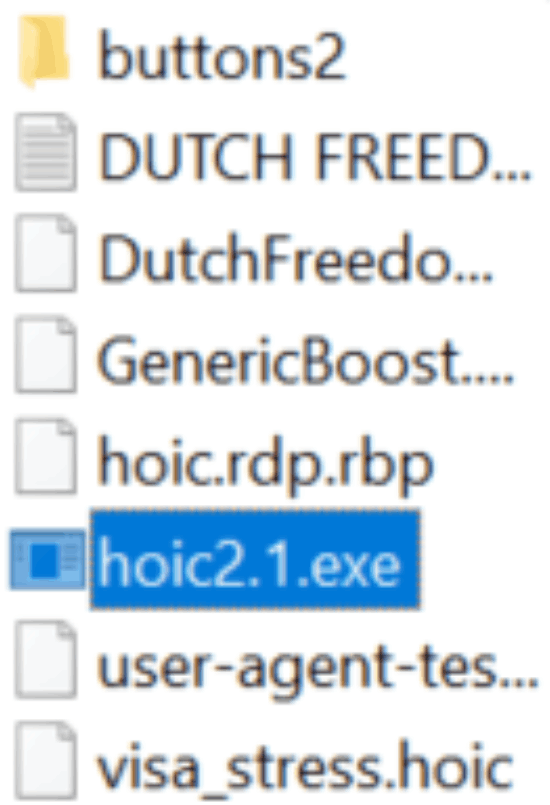 buttons2
DUTCH FREED...
DutchFreedo...
GenericBoost....
hoic.rdp.rbp
hoic2.1.exe
user-agent-tes...
visa_stress.hoic